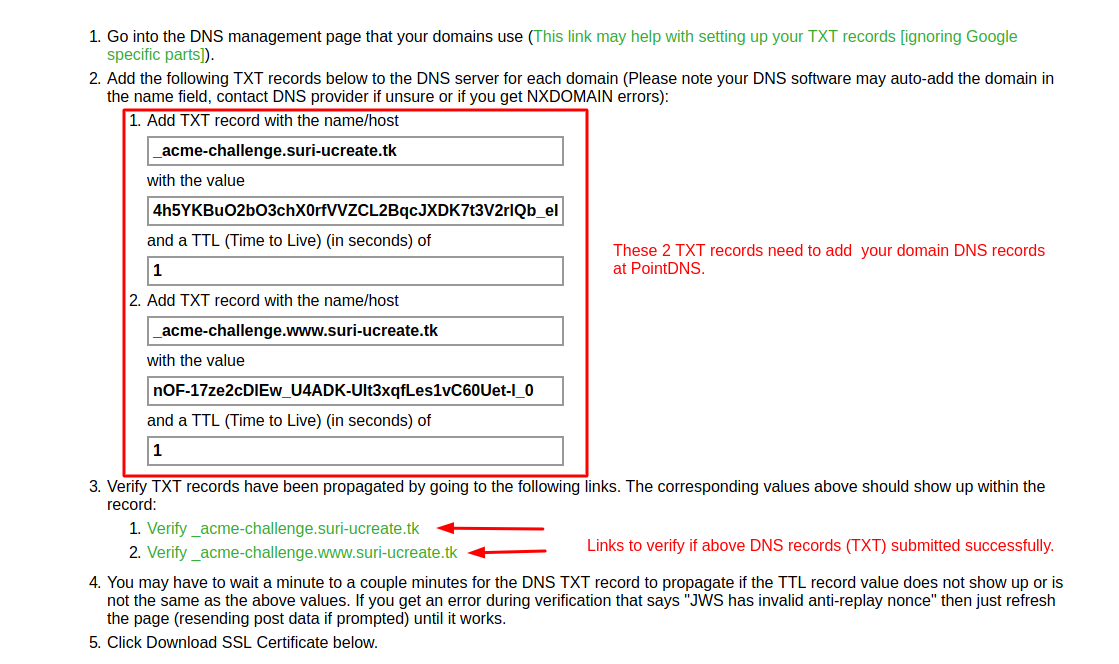 1. Go into the DNS management page that your domains use (This link may help with setting up your TXT records [ignoring Google
specific parts]).
2. Add the following TXT records below to the DNS server for each domain (Please note your DNS software may auto-add the domain in
the name field, contact DNS provider if unsure or if you get NXDOMAIN errors):
1. Add TXT record with the name/host
_acme-challenge.suri-ucreate.tk
with the value
4h5YKBuO2bO3chX0rfVVZCL2BqcJXDK7t3V2rlQb_el
and a TTL (Time to Live) (in seconds) of
1
2. Add TXT record with the name/host
_acme-challenge.www.suri-ucreate.tk
with the value
nOF-17ze2cDlEw_U4ADK-Ult3xqfLes1vC60Uet-l_0
and a TTL (Time to Live) (in seconds) of
1
These 2 TXT records need to add your domain DNS records
at PointDNS.
3. Verify TXT records have been propagated by going to the following links. The corresponding values above should show up within the
record:
1. Verify _acme-challenge.suri-ucreate.tk
2. Verify _acme-challenge.www.suri-ucreate.tk
Links to verify if above DNS records (TXT) submitted successfully.
4. You may have to wait a minute to a couple minutes for the DNS TXT record to propagate if the TTL record value does not show up or is
not the same as the above values. If you get an error during verification that says "JWS has invalid anti-replay nonce" then just refresh
the page (resending post data if prompted) until it works.
5. Click Download SSL Certificate below.